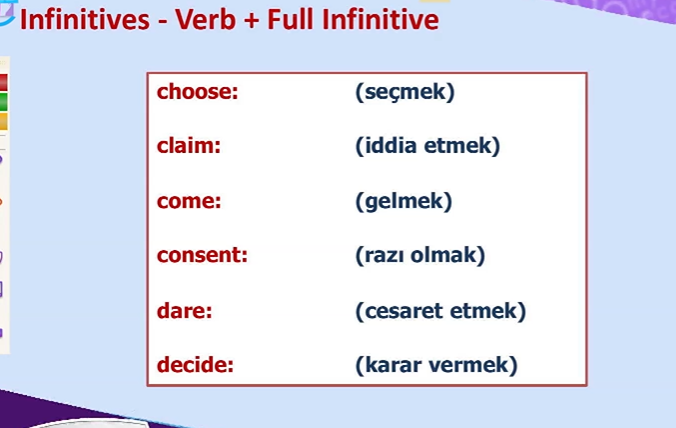 Infinitives - Verb + Full Infinitive
choose: (seçmek)
claim: (iddia etmek)
come: (gelmek)
consent: (razı olmak)
dare: (cesaret etmek)
decide: (karar vermek)